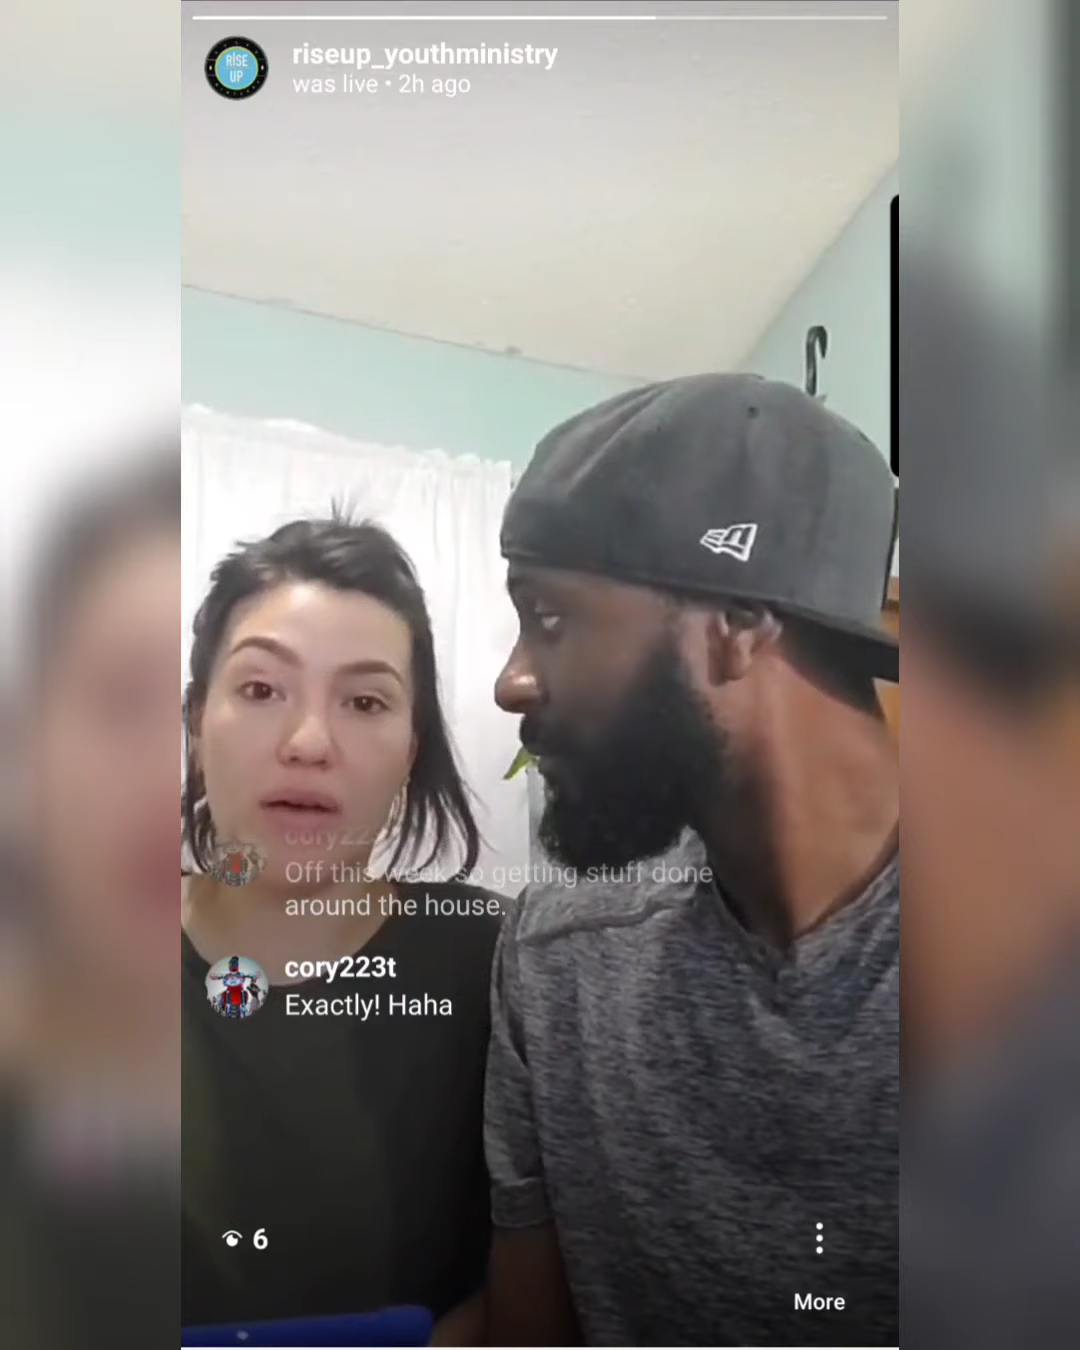 RISE
UP
riseup_youthministry
was live • 2h ago
cory223
Off this week so getting stuff done
around the house.
cory223t
Exactly! Haha
6
More